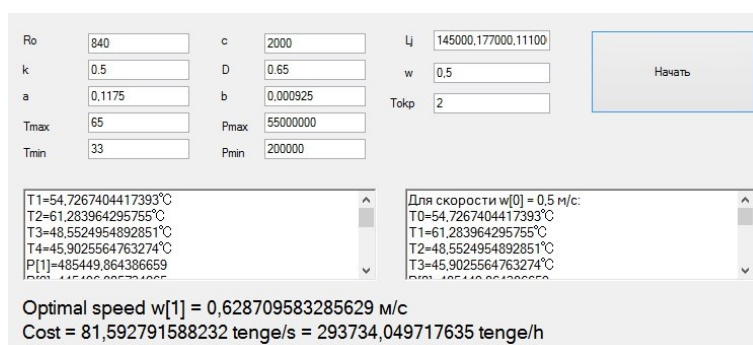 Ro 840 c 2000 Lj 145000,177000,11100
k 0.5 D 0.65 w 0,5 Начать
a 0,1175 b 0,000925 Tokp 2
Tmax 65 Pmax 55000000
Tmin 33 Pmin 200000
T1=54,7267404417393℃
T2=61,283964295755℃
T3=48,5524954892851℃
T4=45,9025564763274℃
P[1]=485449,864386659
Для скорости w[0] = 0,5 м/с:
T0=54,7267404417393℃
T1=61,283964295755℃
T2=48,5524954892851℃
T3=45,9025564763274℃
Optimal speed w[1] = 0,628709583285629 м/с
Cost = 81,592791588232 tenge/s = 293734,049717635 tenge/h